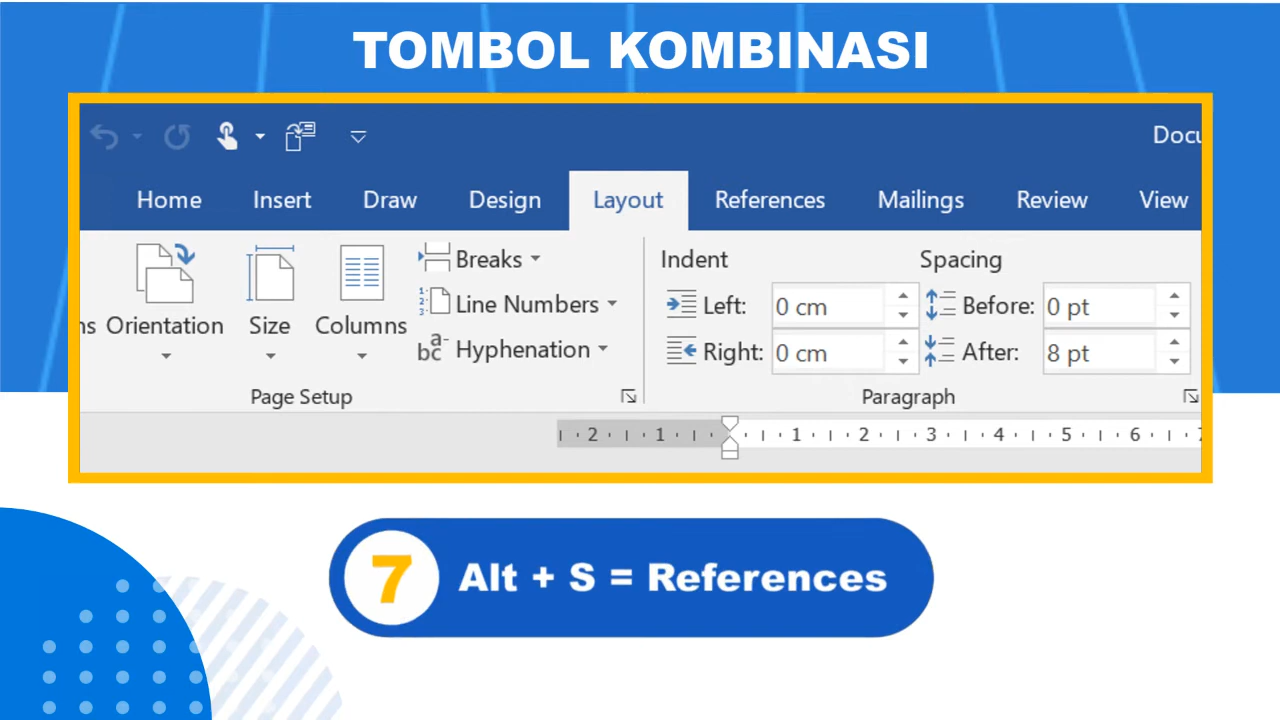 TOMBOL KOMBINASI
Docu
Home Insert Draw Design Layout References Mailings Review View
Breaks Indent Spacing
Line Numbers Left: 0 cm Before: 0 pt
ns Orientation Size Columns
Hyphenation Right: 0 cm After: 8 pt
Page Setup Paragraph
2 1 1 2 3 4 5 6 7
7 Alt + S = References